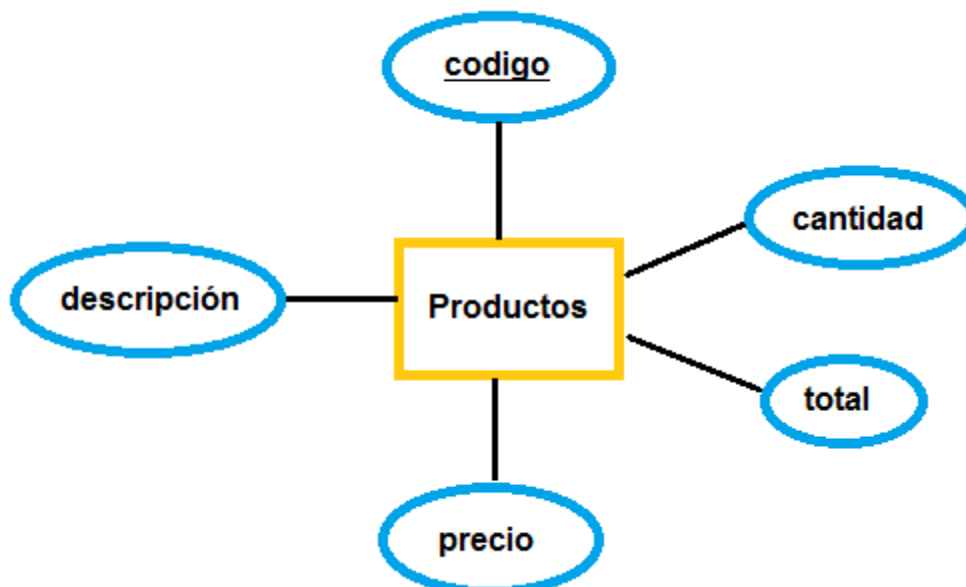 codigo
cantidad
descripción
Productos
total
precio